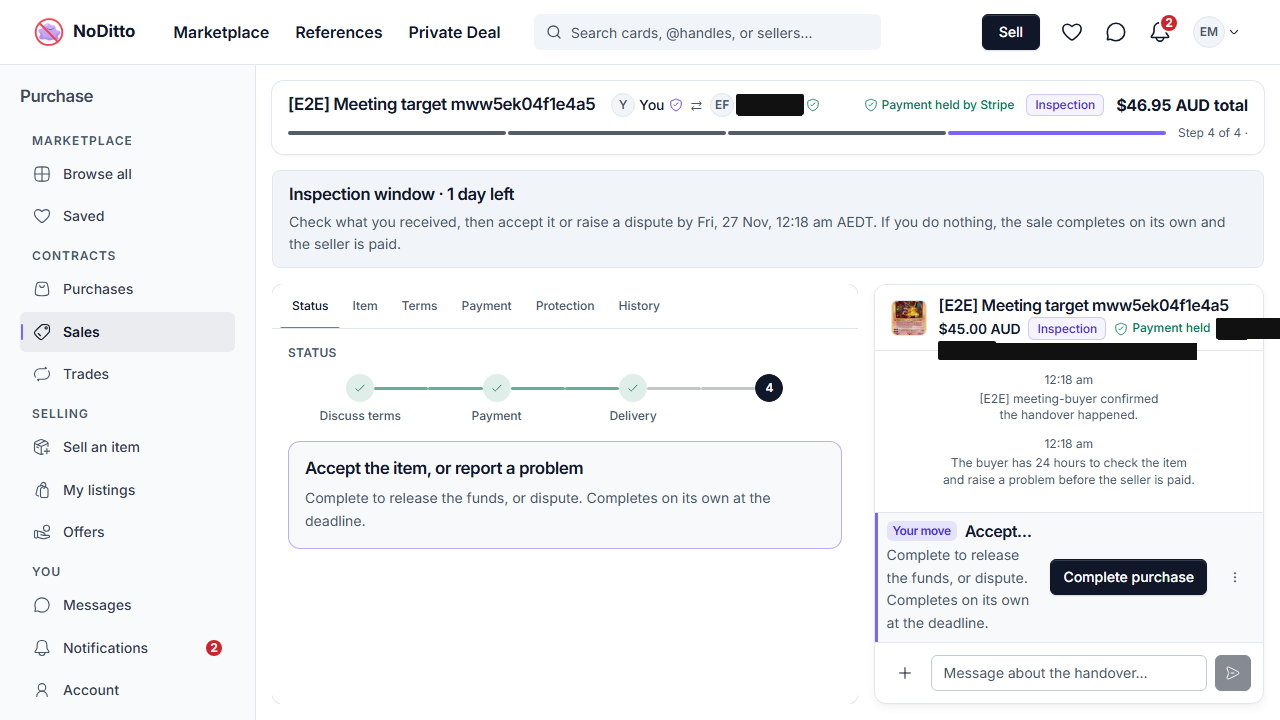 NoDitto
Marketplace
References
Private Deal
Search cards, @handles, or sellers...
Sell
2
EM
Purchase
MARKETPLACE
Browse all
Saved
CONTRACTS
Purchases
Sales
Trades
SELLING
Sell an item
My listings
Offers
YOU
Messages
Notifications
2
Account
[E2E] Meeting target mww5ek04f1e4a5
Y
You
EF
Payment held by Stripe
Inspection
$46.95 AUD total
Step 4 of 4 ·
Inspection window · 1 day left
Check what you received, then accept it or raise a dispute by Fri, 27 Nov, 12:18 am AEDT. If you do nothing, the sale completes on its own and
the seller is paid.
Status
Item
Terms
Payment
Protection
History
STATUS
4
Discuss terms
Payment
Delivery
Accept the item, or report a problem
Complete to release the funds, or dispute. Completes on its own at the
deadline.
[E2E] Meeting target mww5ek04f1e4a5
$45.00 AUD
Inspection
Payment held
12:18 am
[E2E] meeting-buyer confirmed
the handover happened.
12:18 am
The buyer has 24 hours to check the item
and raise a problem before the seller is paid.
Your move
Accept...
Complete to release
the funds, or dispute.
Completes on its own
at the deadline.
Complete purchase
Message about the handover...